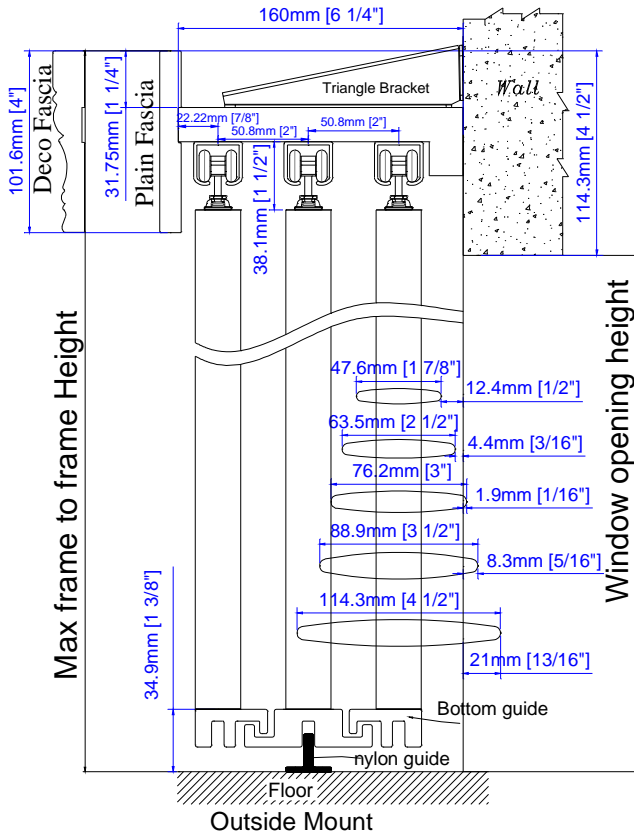 160mm [6 1/4"]
Triangle Bracket
Wall
101.6mm [4"]
Deco Fascia
31.75mm [1 1/4"]
Plain Fascia
22.22mm [7/8"]
50.8mm [2"]
50.8mm [2"]
114.3mm [4 1/2"]
38.1mm [1 1/2"]
Max frame to frame Height
Window opening height
47.6mm [1 7/8"]
12.4mm [1/2"]
63.5mm [2 1/2"]
4.4mm [3/16"]
76.2mm [3"]
1.9mm [1/16"]
88.9mm [3 1/2"]
8.3mm [5/16"]
114.3mm [4 1/2"]
21mm [13/16"]
34.9mm [1 3/8"]
Bottom guide
nylon guide
Floor
Outside Mount